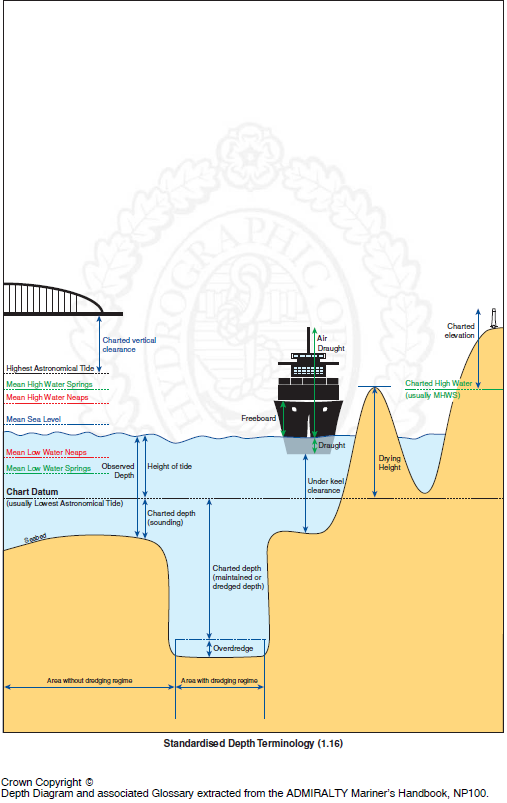 ROGRAPHIC
Charted vertical
clearance
Air
Draught
Charted
elevation
Highest Astronomical Tide
Mean High Water Springs
Mean High Water Neaps
Charted High Water
(usually MHWS)
Mean Sea Level
Freeboard
Draught
Mean Low Water Neaps
Mean Low Water Springs
Observed
Depth
Height of tide
Drying
Height
Under keel
clearance
Chart Datum
(usually Lowest Astronomical Tide)
Charted depth
(sounding)
Seabed
Charted depth
(maintained or
dredged depth)
Overdredge
Area without dredging regime
Area with dredging regime
Standardised Depth Terminology (1.16)
Crown Copyright ©
Depth Diagram and associated Glossary extracted from the ADMIRALTY Mariner's Handbook, NP100.